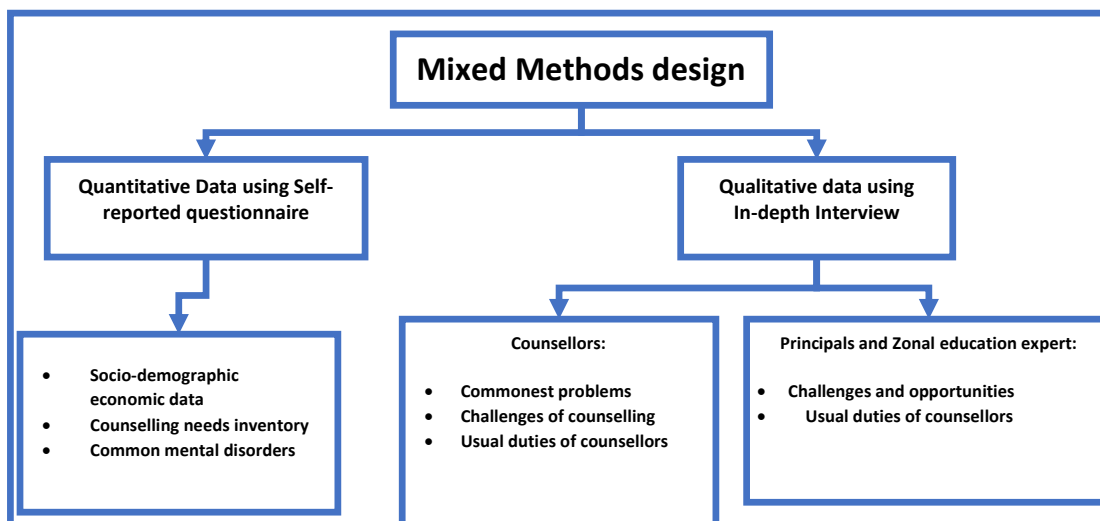 Mixed Methods design
Quantitative Data using Self-
reported questionnaire
Qualitative data using
In-depth Interview
• Socio-demographic
economic data
• Counselling needs inventory
• Common mental disorders
Counsellors:
• Commonest problems
• Challenges of counselling
• Usual duties of counsellors
Principals and Zonal education expert:
• Challenges and opportunities
• Usual duties of counsellors